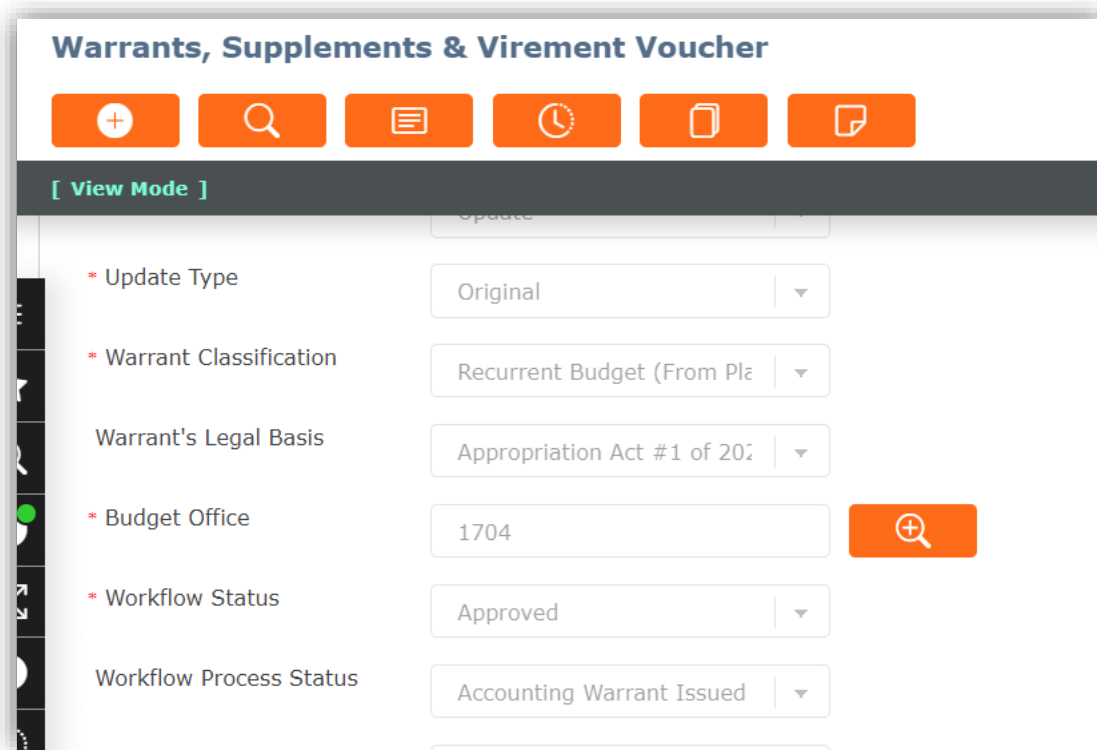 Warrants, Supplements & Virement Voucher
[ View Mode ]
Update
* Update Type
Original
* Warrant Classification
Recurrent Budget (From Pla
Warrant's Legal Basis
Appropriation Act #1 of 202
* Budget Office
1704
* Workflow Status
Approved
Workflow Process Status
Accounting Warrant Issued